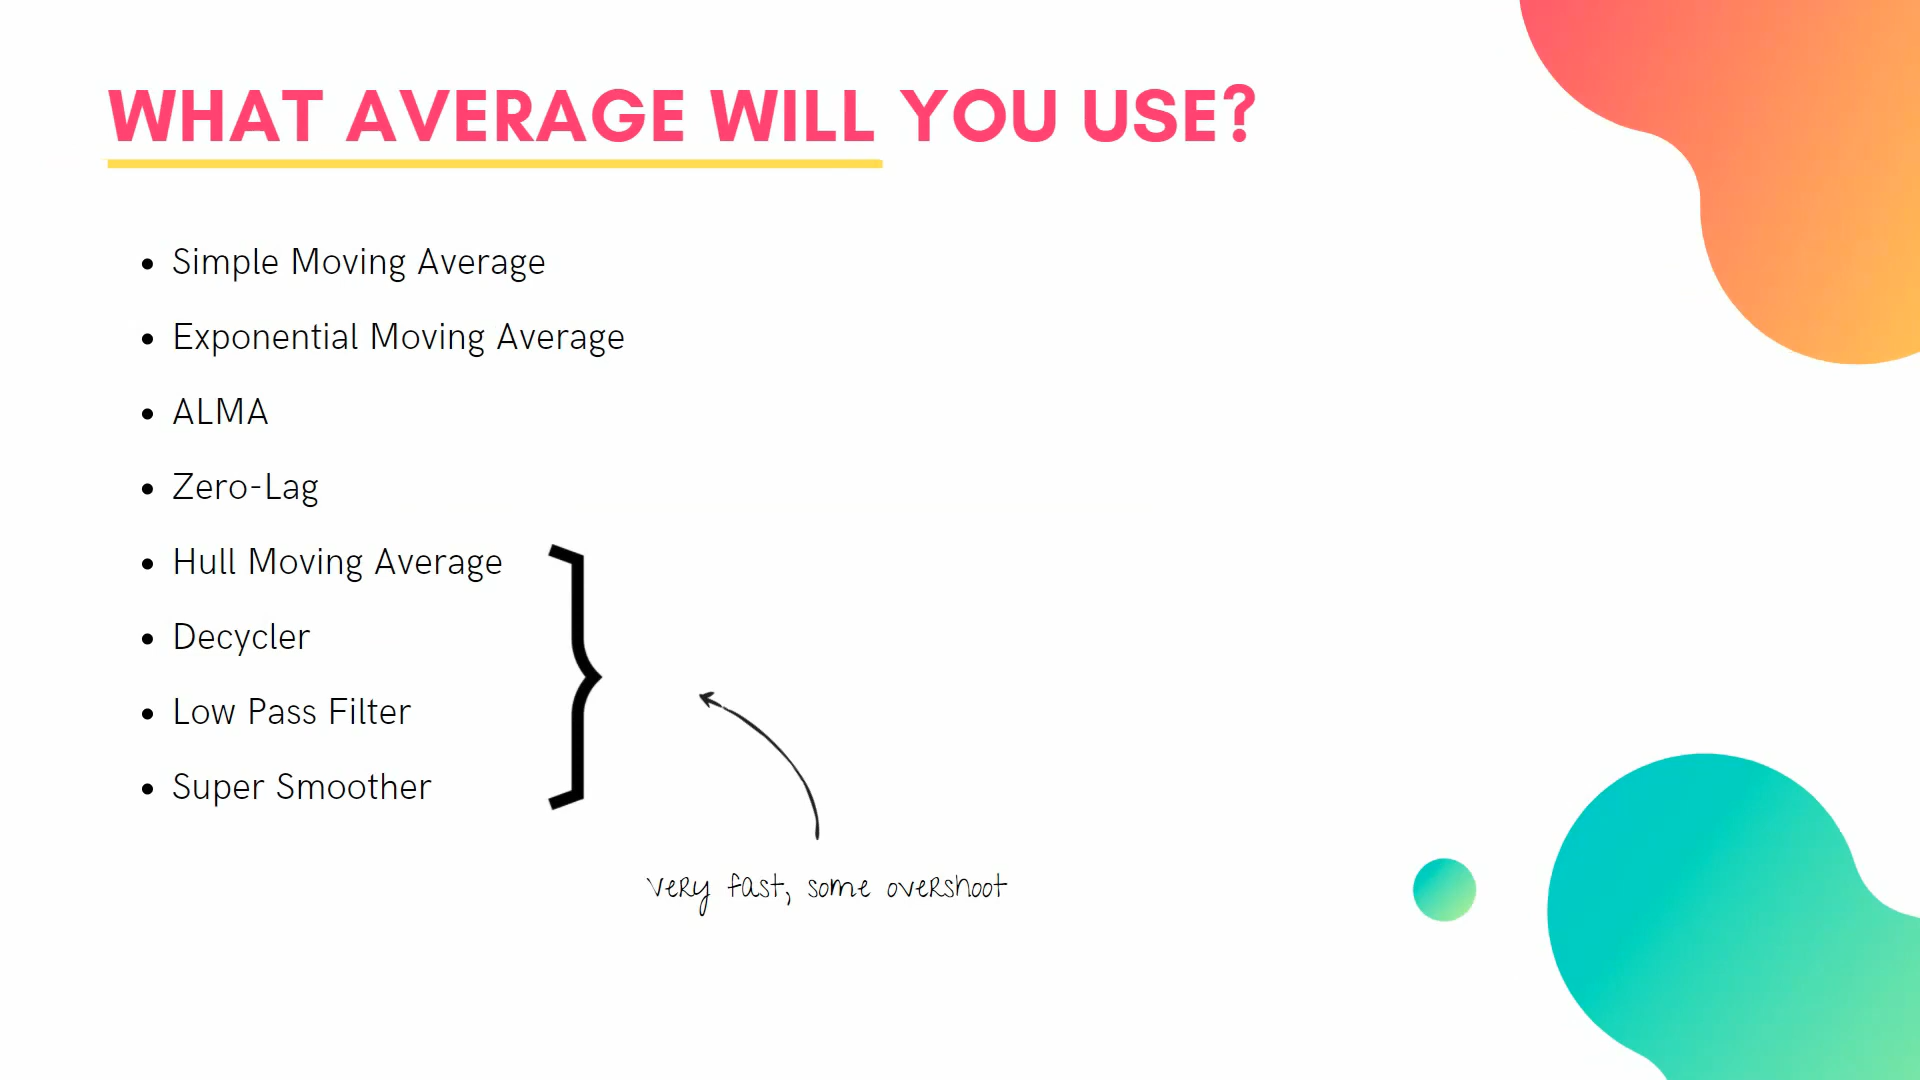 WHAT AVERAGE WILL YOU USE?
• Simple Moving Average
• Exponential Moving Average
• ALMA
• Zero-Lag
• Hull Moving Average
• Decycler
• Low Pass Filter
• Super Smoother
very fast, some overshoot